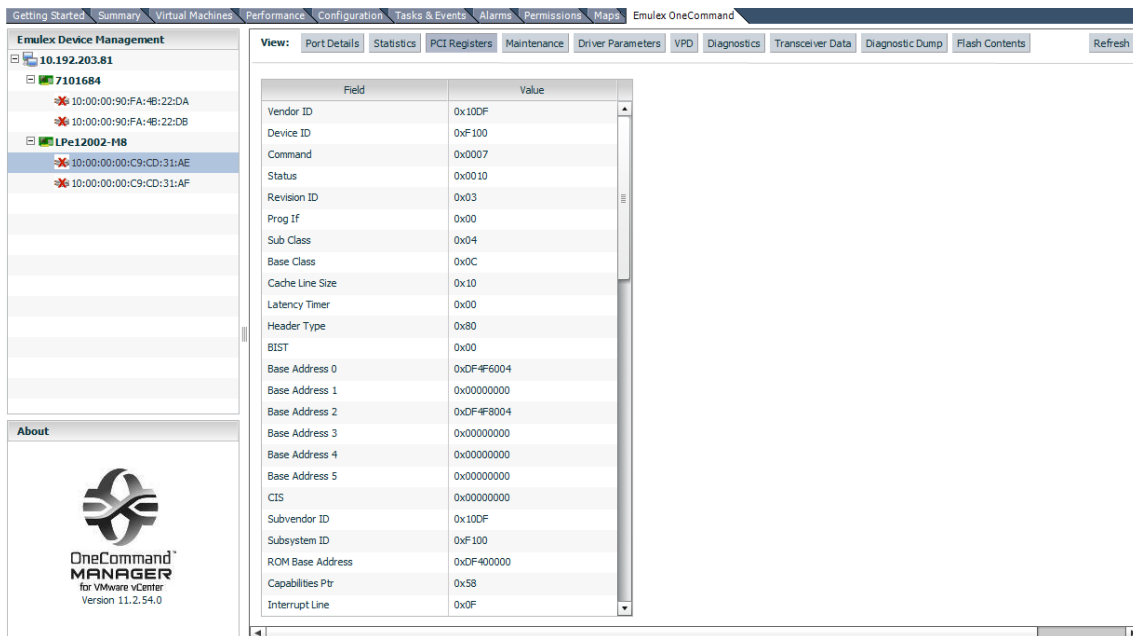 Getting Started Summary Virtual Machines Performance Configuration Tasks & Events Alarms Permissions Maps Emulex OneCommand
Emulex Device Management
10.192.203.81
7101684
10:00:00:90:FA:4B:22:DA
10:00:00:90:FA:4B:22:DB
LPe12002-M8
10:00:00:00:C9:CD:31:AE
10:00:00:00:C9:CD:31:AF
About
OneCommand™
MANAGER
for VMware vCenter
Version 11.2.54.0
View: Port Details Statistics PCI Registers Maintenance Driver Parameters VPD Diagnostics Transceiver Data Diagnostic Dump Flash Contents Refresh
Field Value
Vendor ID 0x10DF
Device ID 0xF100
Command 0x0007
Status 0x0010
Revision ID 0x03
Prog If 0x00
Sub Class 0x04
Base Class 0x0C
Cache Line Size 0x10
Latency Timer 0x00
Header Type 0x80
BIST 0x00
Base Address 0 0xDF4F6004
Base Address 1 0x00000000
Base Address 2 0xDF4F8004
Base Address 3 0x00000000
Base Address 4 0x00000000
Base Address 5 0x00000000
CIS 0x00000000
Subvendor ID 0x10DF
Subsystem ID 0xF100
ROM Base Address 0xDF400000
Capabilities Ptr 0x58
Interrupt Line 0x0F